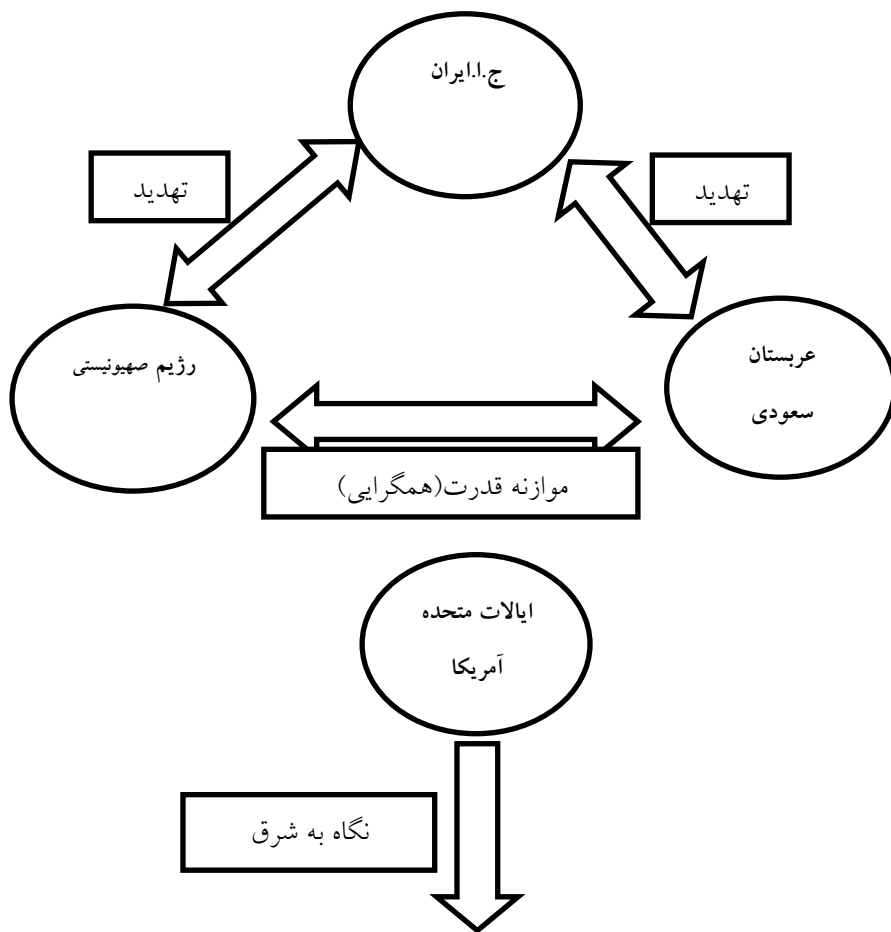 ج.ا.ایران
تهدید
تهدید
عربستان
سعودی
رژیم صهیونیستی
موازنه قدرت(همگرایی)
ایالات متحده
آمریکا
نگاه به شرق